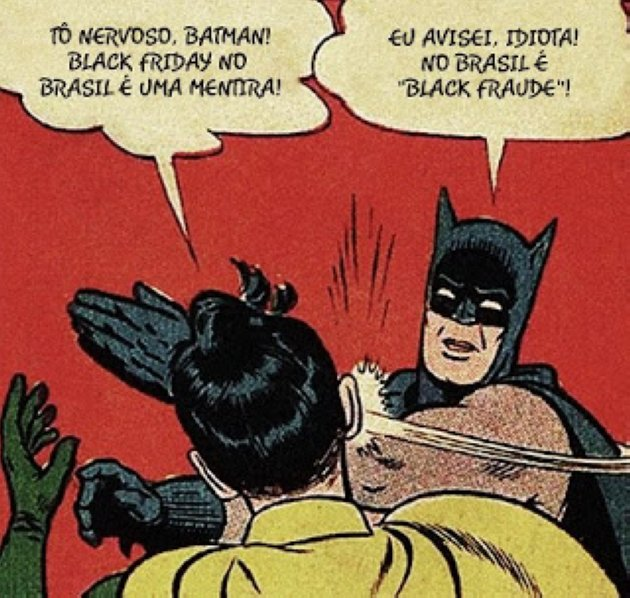 TÔ NERVOSO, BATMAN!
BLACK FRIDAY NO
BRASIL É UMA MENTIRA!
EU AVISEI, IDIOTA!
NO BRASIL É
"BLACK FRAUDE"!